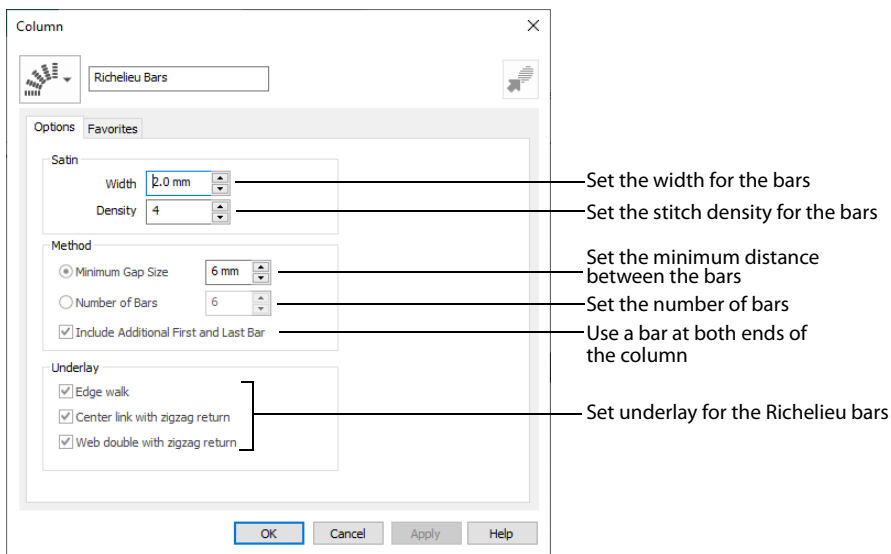 Column
Richelieu Bars
Options Favorites
Satin
Width 2.0 mm
Set the width for the bars
Density 4
Set the stitch density for the bars
Method
Minimum Gap Size 6 mm
Set the minimum distance
between the bars
Number of Bars 6
Set the number of bars
Include Additional First and Last Bar
Use a bar at both ends of
the column
Underlay
Edge walk
Center link with zigzag return
Web double with zigzag return
Set underlay for the Richelieu bars
OK Cancel Apply Help